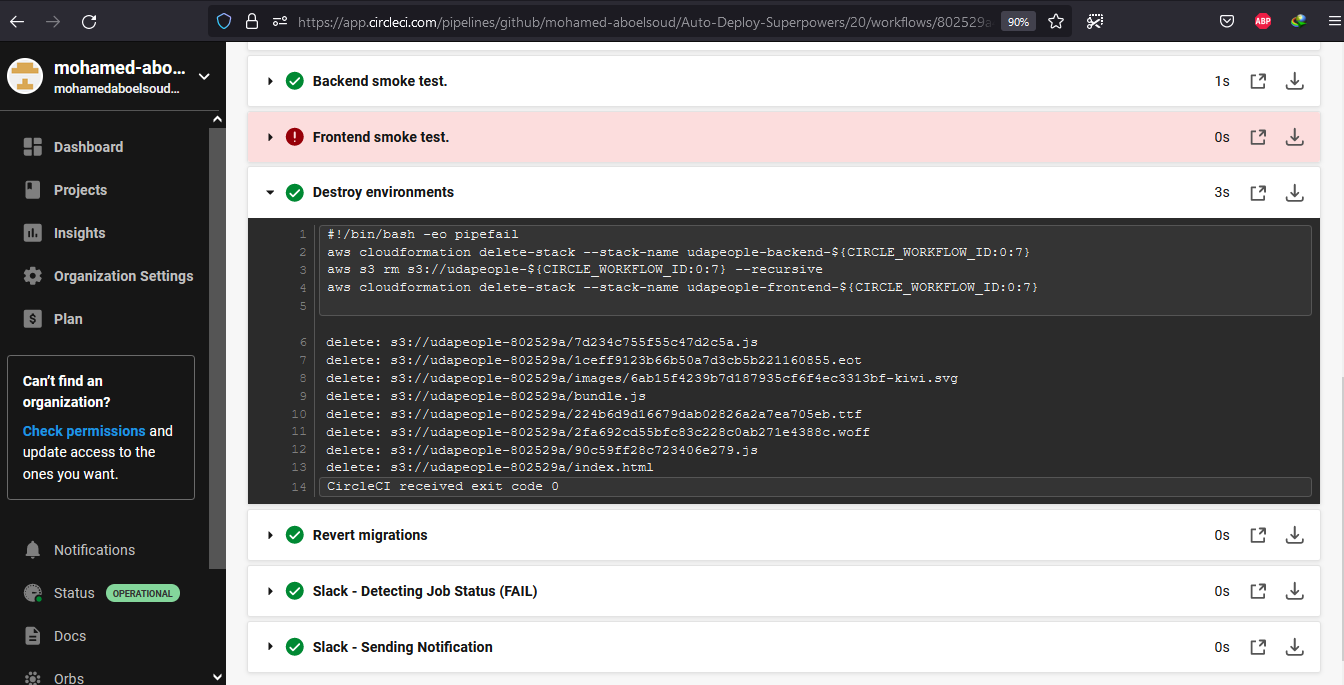 https://app.circleci.com/pipelines/github/mohamed-aboelsoud/Auto-Deploy-Superpowers/20/workflows/802529a
90%
ABP
mohamed-abo...
mohamedaboelsoud...
Dashboard
Projects
Insights
Organization Settings
Plan
Can't find an
organization?
Check permissions and
update access to the
ones you want.
Notifications
Status OPERATIONAL
Docs
Orbs
Backend smoke test. 1s
Frontend smoke test. 0s
Destroy environments 3s
1 #!/bin/bash -eo pipefail
2 aws cloudformation delete-stack --stack-name udapeople-backend-${CIRCLE_WORKFLOW_ID:0:7}
3 aws s3 rm s3://udapeople-${CIRCLE_WORKFLOW_ID:0:7} --recursive
4 aws cloudformation delete-stack --stack-name udapeople-frontend-${CIRCLE_WORKFLOW_ID:0:7}
5
6 delete: s3://udapeople-802529a/7d234c755f55c47d2c5a.js
7 delete: s3://udapeople-802529a/1ceff9123b66b50a7d3cb5b221160855.eot
8 delete: s3://udapeople-802529a/images/6ab15f4239b7d187935cf6f4ec3313bf-kiwi.svg
9 delete: s3://udapeople-802529a/bundle.js
10 delete: s3://udapeople-802529a/224b6d9d16679dab02826a2a7ea705eb.ttf
11 delete: s3://udapeople-802529a/2fa692cd55bfc83c228c0ab271e4388c.woff
12 delete: s3://udapeople-802529a/90c59ff28c723406e279.js
13 delete: s3://udapeople-802529a/index.html
14 CircleCI received exit code 0
Revert migrations 0s
Slack - Detecting Job Status (FAIL) 0s
Slack - Sending Notification 0s